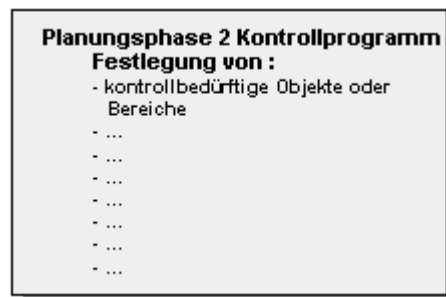 Planungsphase 2 Kontrollprogramm
Festlegung von :
- kontrollbedürftige Objekte oder
Bereiche
- ...
- ...
- ...
- ...
- ...
- ...
- ...